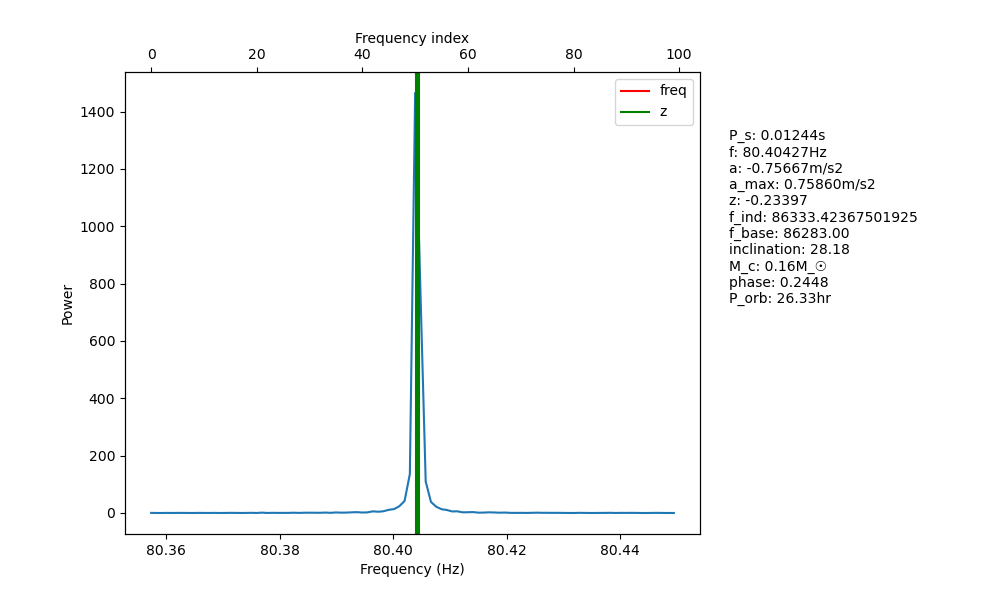 Frequency index
0 20 40 60 80 100
freq
z
1400
1200
1000
800
600
400
200
0
Power
80.36 80.38 80.40 80.42 80.44
Frequency (Hz)
P_s: 0.01244s
f: 80.40427Hz
a: -0.75667m/s2
a_max: 0.75860m/s2
z: -0.23397
f_ind: 86333.42367501925
f_base: 86283.00
inclination: 28.18
M_c: 0.16M_☉
phase: 0.2448
P_orb: 26.33hr